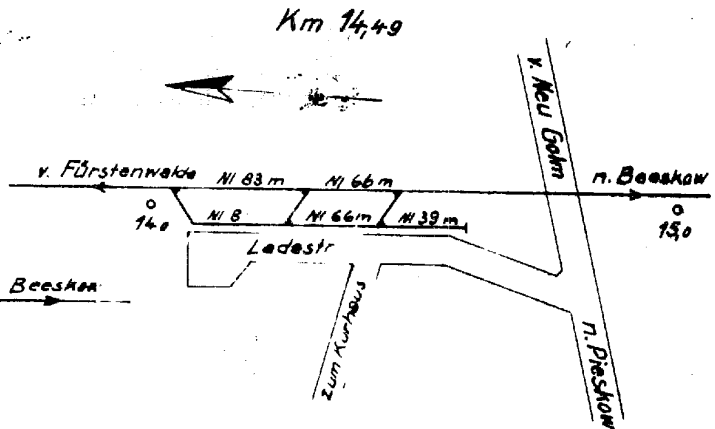 Km 14,49
v. Neu Golm
v. Fürstenwalde
Nl 83 m
Nl 66 m
n. Beeskow
14,0
Nl 8
Nl 66 m
Nl 39 m
15,0
Ladestr
Beeskow
zum Kurhaus
n. Pieskow